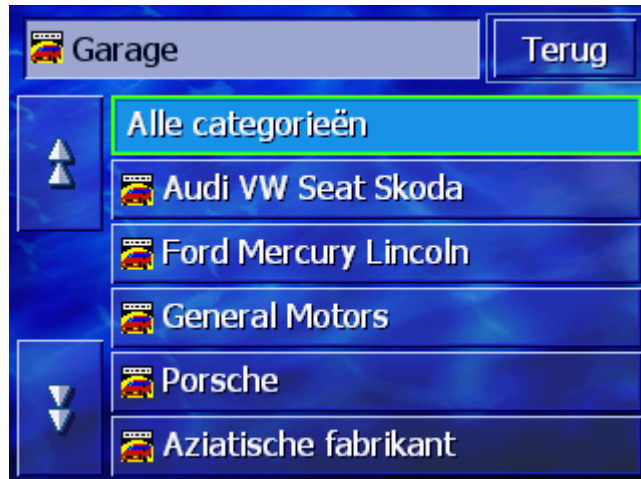 Garage
Terug
Alle categorieën
Audi VW Seat Skoda
Ford Mercury Lincoln
General Motors
Porsche
Aziatische fabrikant